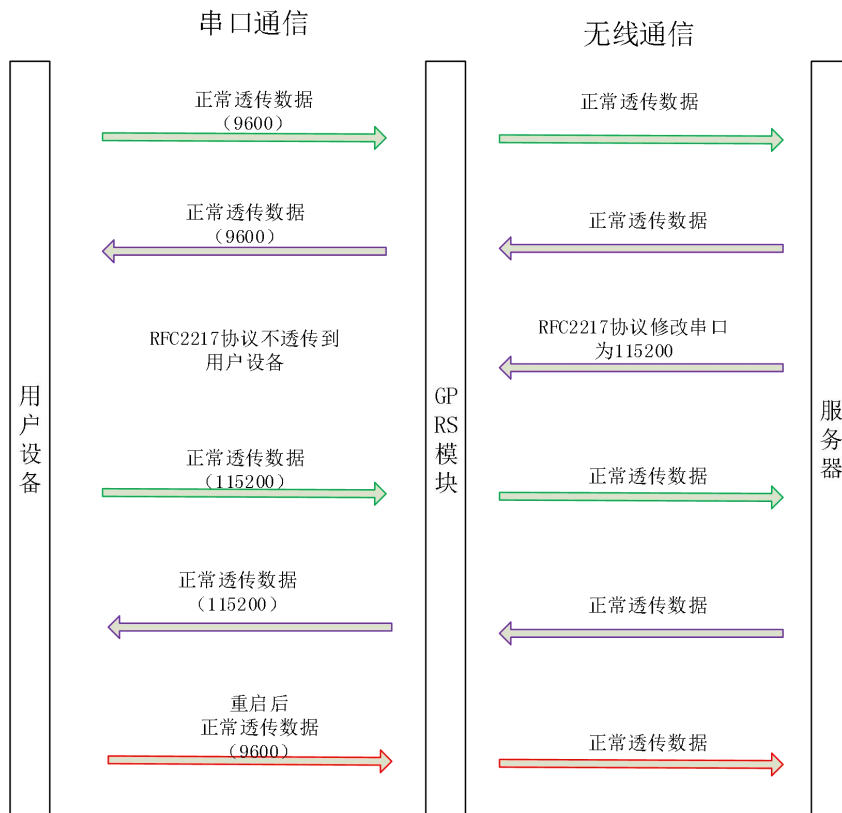 串口通信
无线通信
正常透传数据
（9600）
正常透传数据
正常透传数据
（9600）
正常透传数据
RFC2217协议不透传到
用户设备
RFC2217协议修改串口
为115200
用户设备
GP
RS
模块
服务器
正常透传数据
（115200）
正常透传数据
正常透传数据
（115200）
正常透传数据
重启后
正常透传数据
（9600）
正常透传数据